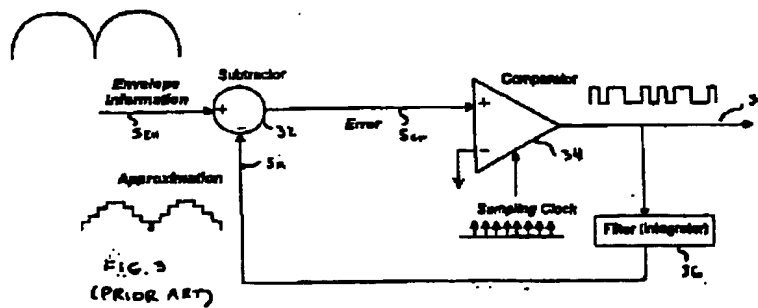 Subtractor
Comparator
Envelope
Information
+
-
32
Error
+
-
34
Approximation
Sampling Clock
Filter (Integrator)
36
FIG. 3
(PRIOR ART)